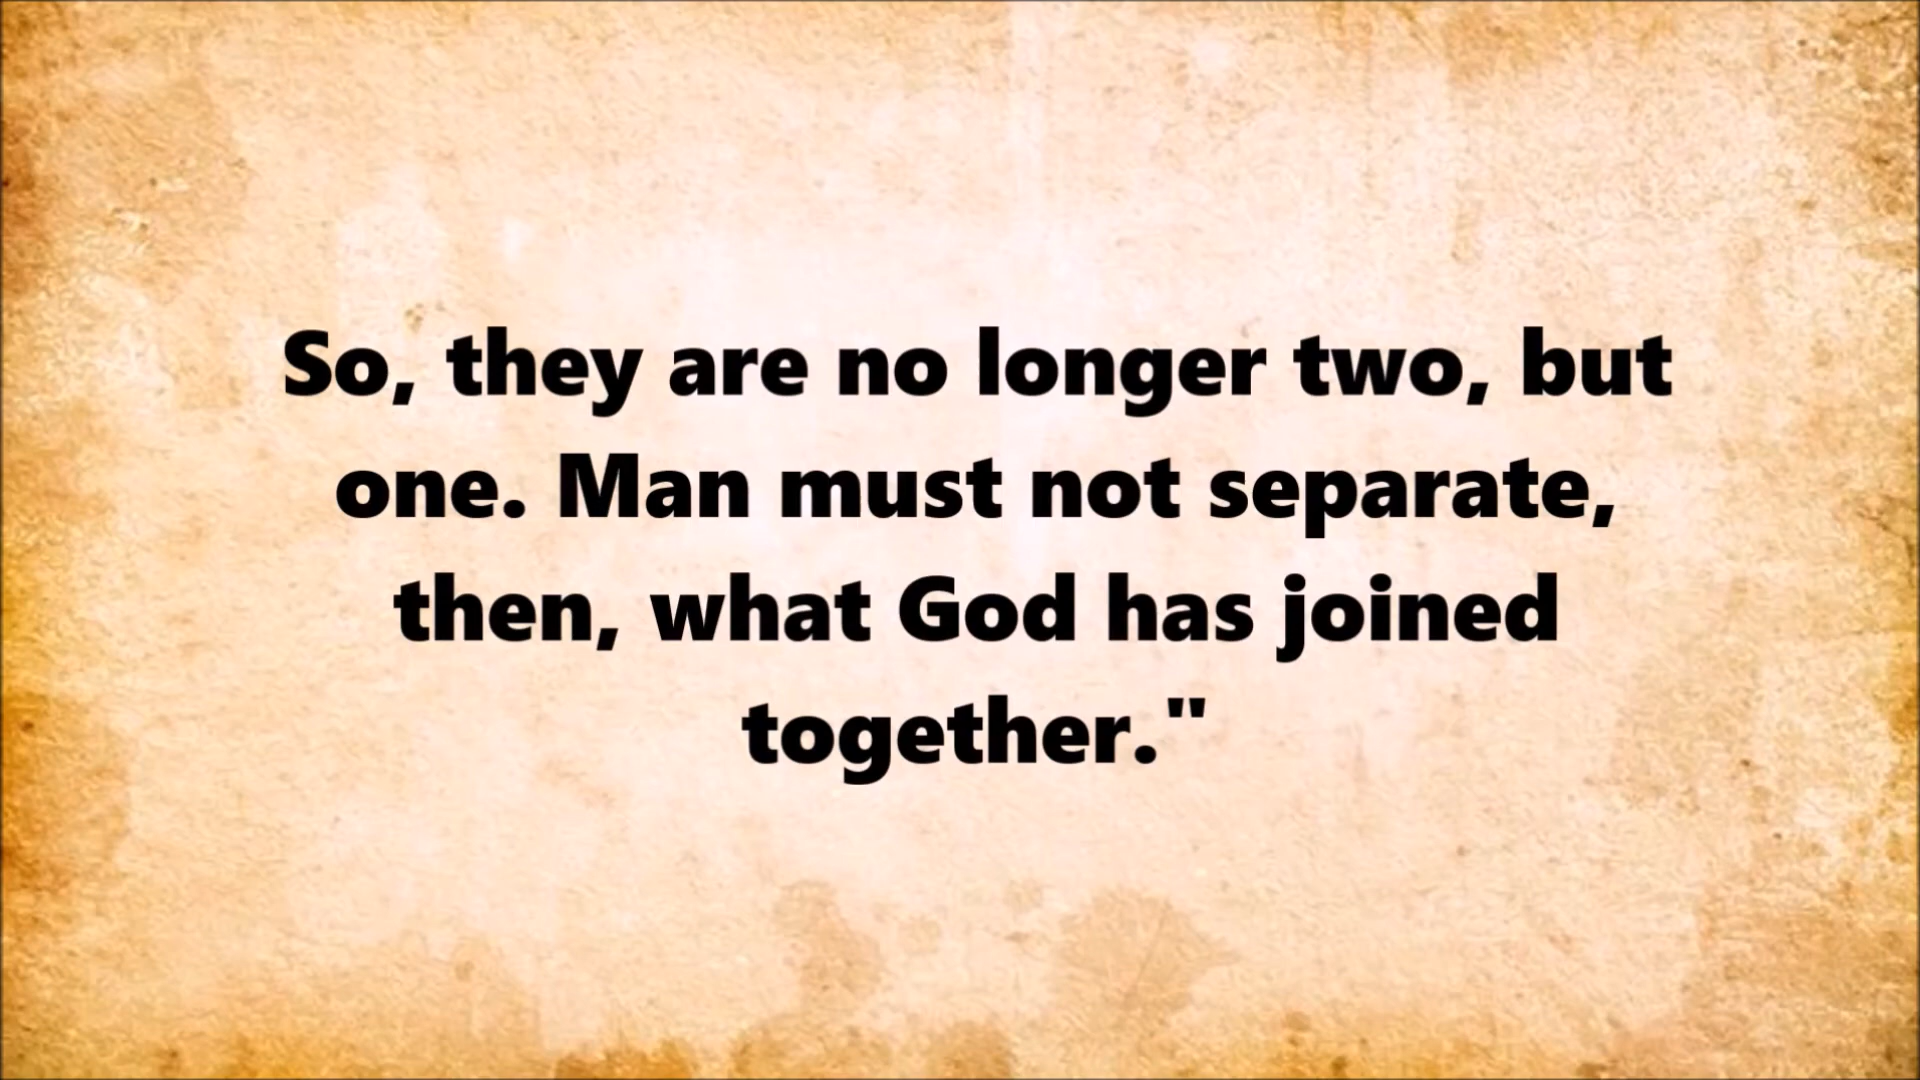 So, they are no longer two, but
one. Man must not separate,
then, what God has joined
together."